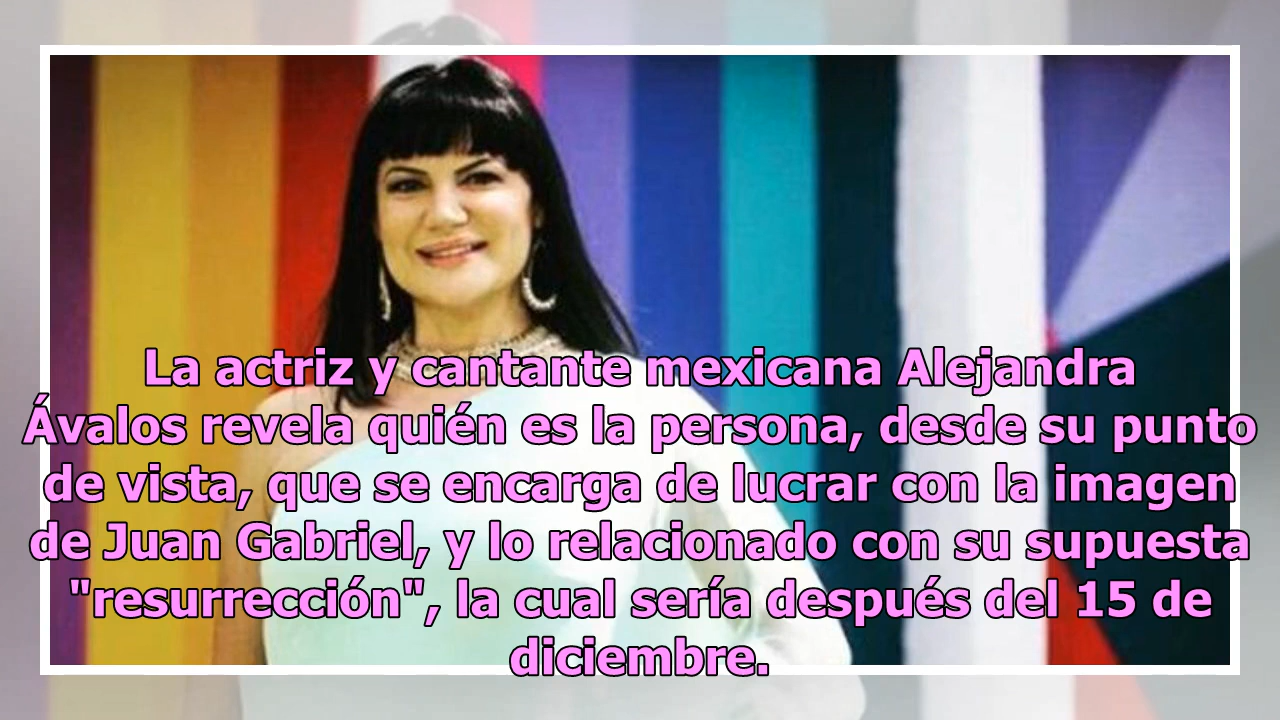 La actriz y cantante mexicana Alejandra
Ávalos revela quién es la persona, desde su punto
de vista, que se encarga de lucrar con la imagen
de Juan Gabriel, y lo relacionado con su supuesta
"resurrección", la cual sería después del 15 de
diciembre.